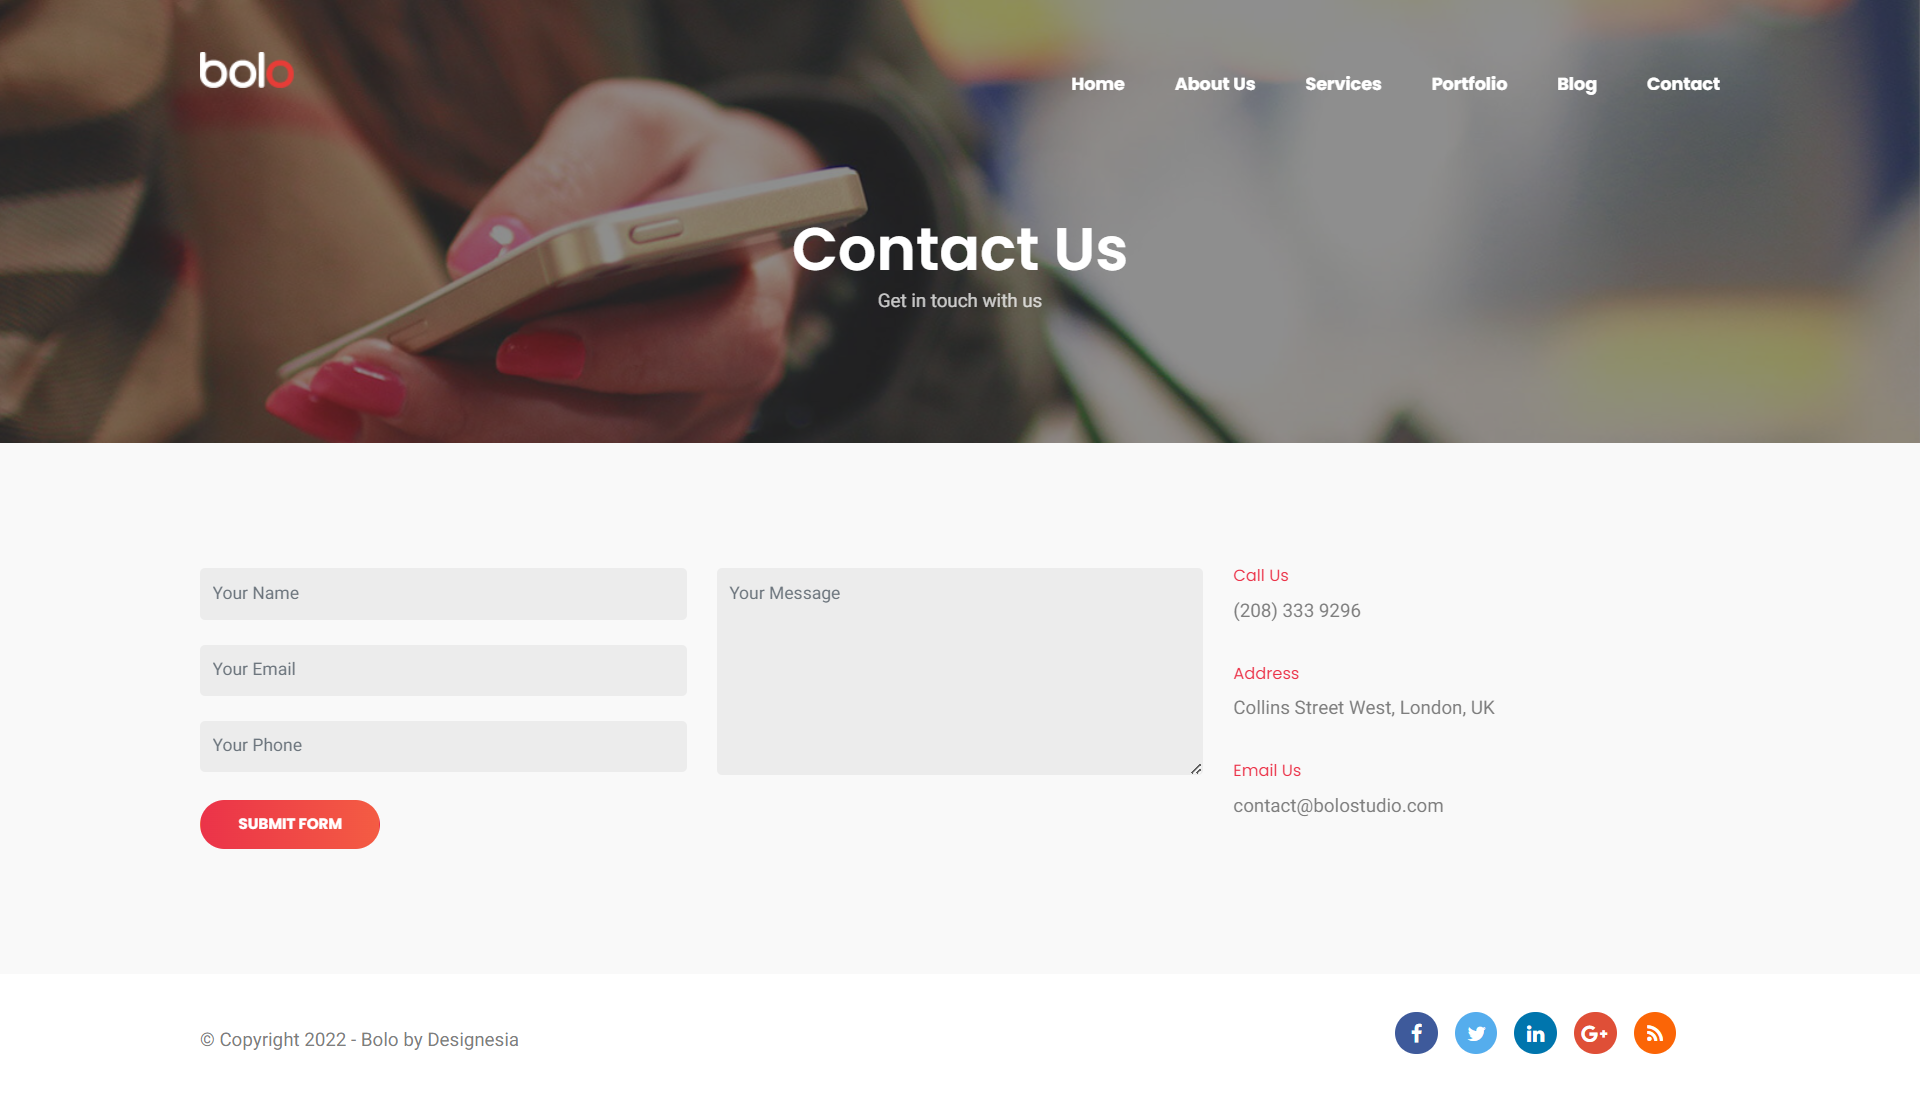 bolo
Home About Us Services Portfolio Blog Contact
Contact Us
Get in touch with us
Your Name
Your Email
Your Phone
SUBMIT FORM
Your Message
Call Us
(208) 333 9296
Address
Collins Street West, London, UK
Email Us
contact@bolostudio.com
© Copyright 2022 - Bolo by Designesia